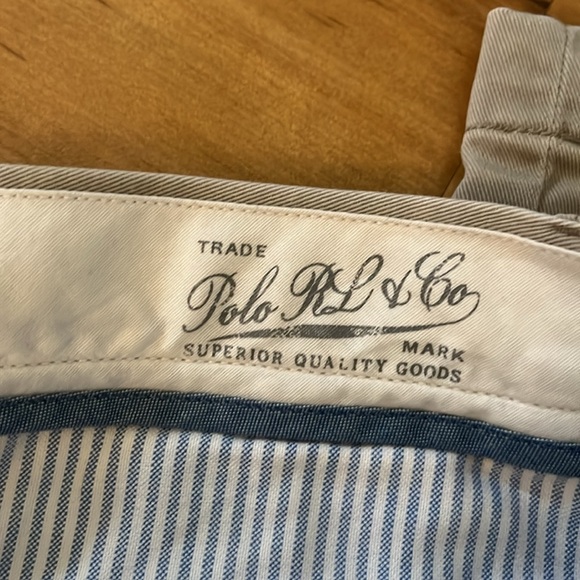 TRADE
Polo RL & Co
MARK
SUPERIOR QUALITY GOODS